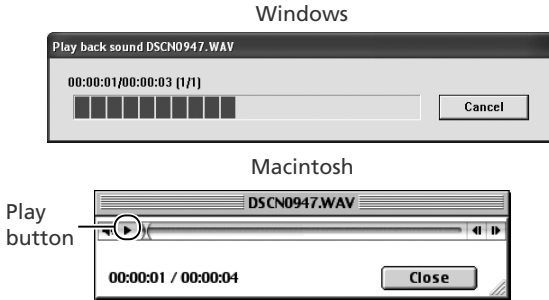 Windows
Play back sound DSCN0947.WAV
00:00:01/00:00:03 (1/1)
Cancel
Macintosh
DSCN0947.WAV
Play
button
00:00:01 / 00:00:04
Close